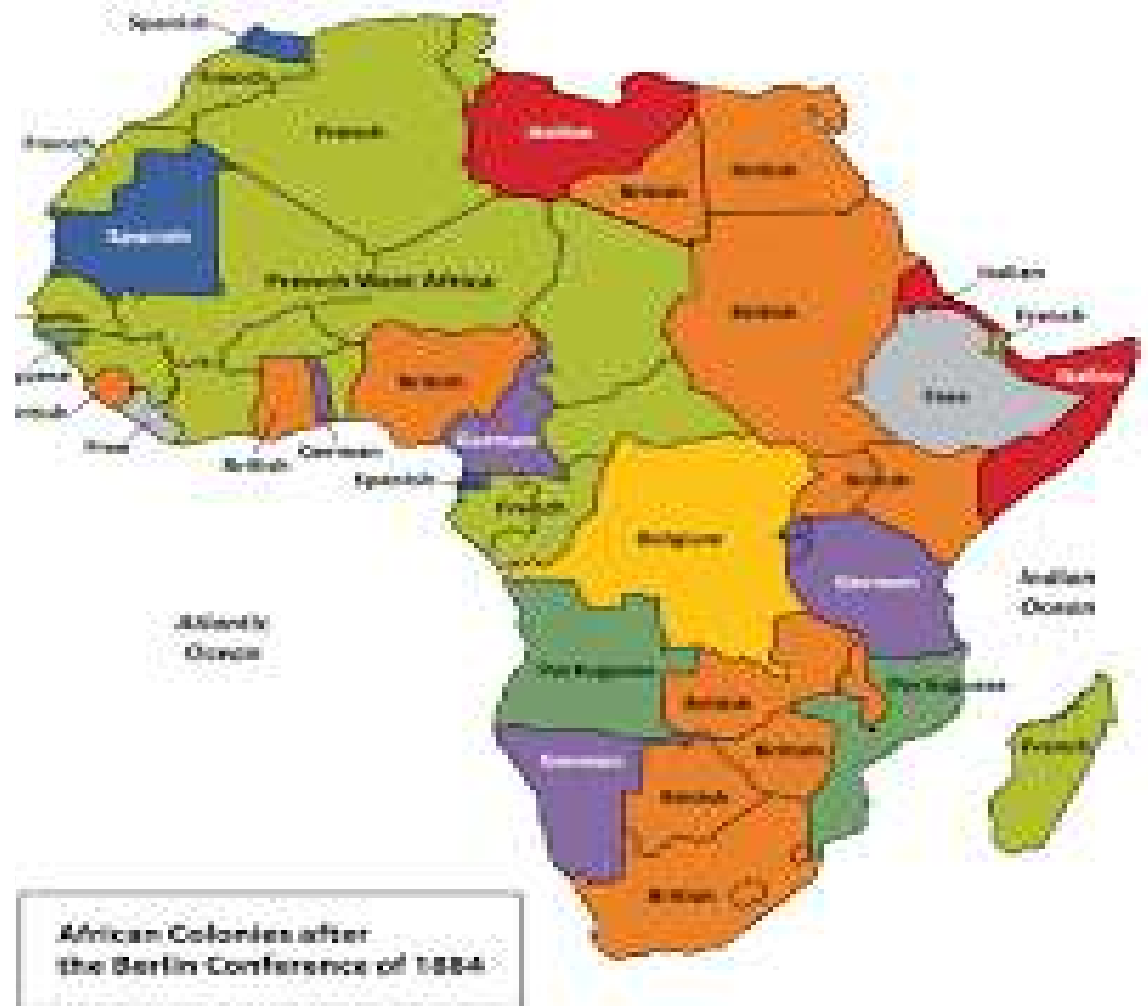 Spanish
French
French
French
Italian
British
British
Spanish
French West Africa
Italian
French
British
British
Free
Italian
Free
British
German
German
Spanish
French
British
Belgium
German
Indian
Ocean
Atlantic
Ocean
Portuguese
Portuguese
British
British
French
German
British
British
African Colonies after
the Berlin Conference of 1884